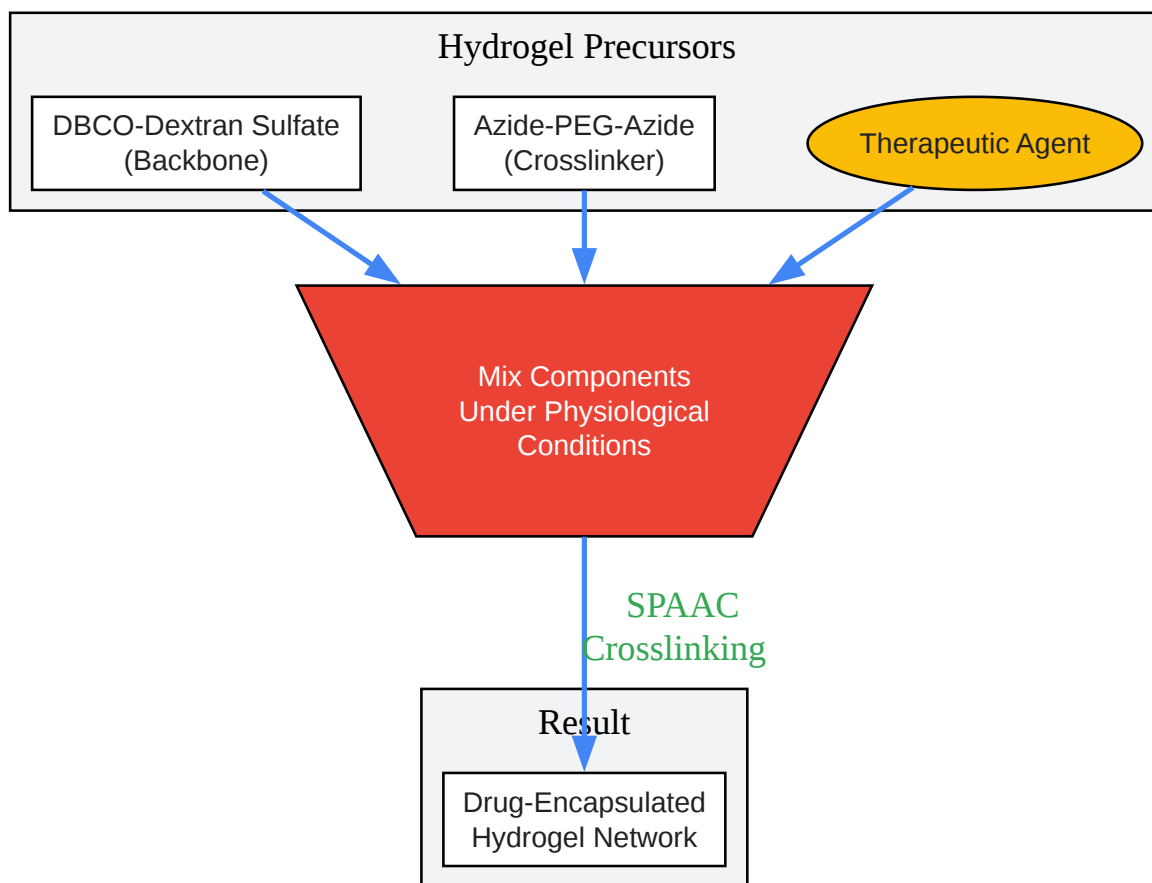 Hydrogel Precursors
DBCO-Dextran Sulfate
(Backbone)
Azide-PEG-Azide
(Crosslinker)
Therapeutic Agent
Mix Components
Under Physiological
Conditions
SPAAC
Crosslinking
Result
Drug-Encapsulated
Hydrogel Network